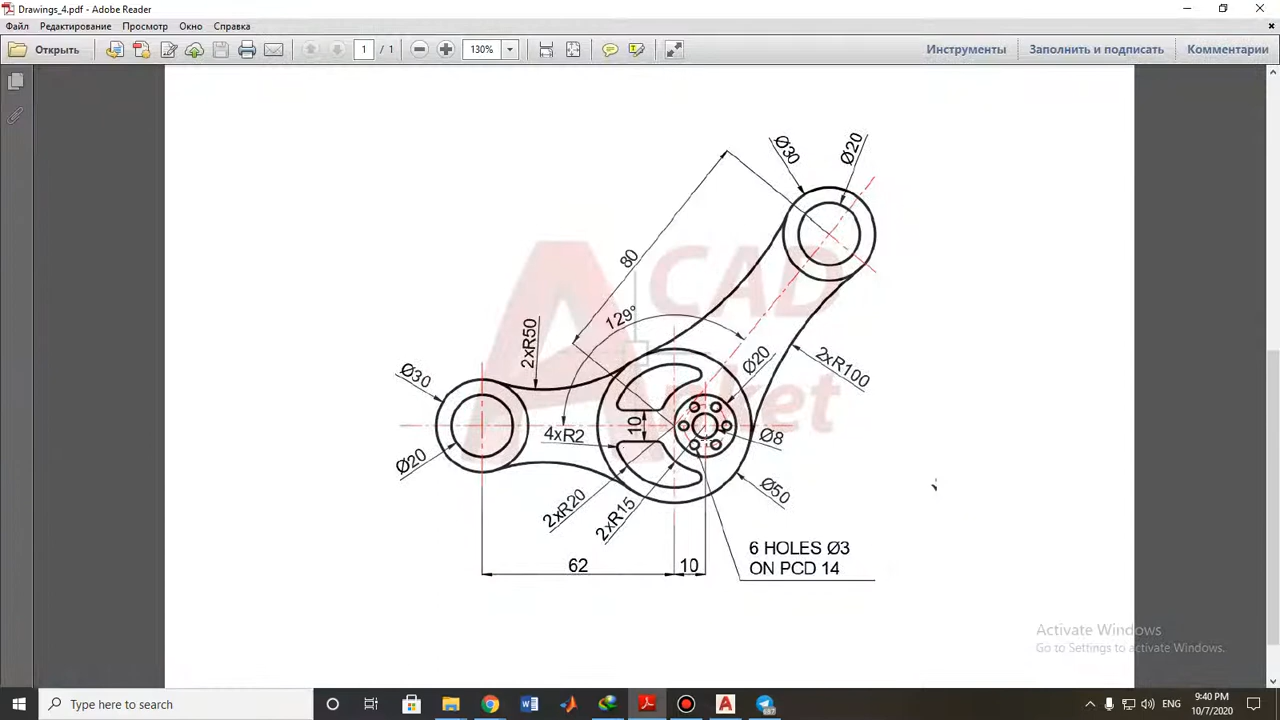 Drawings_4.pdf - Adobe Reader
Файл Редактирование Просмотр Окно Справка
Открыть
1 / 1
130%
Инструменты
Заполнить и подписать
Комментарии
Ø30
Ø20
80
129°
2xR50
Ø30
Ø20
2xR100
10
4xR2
Ø8
Ø20
2xR20
2xR15
Ø50
6 HOLES Ø3
ON PCD 14
62
10
A CAD
Market
Activate Windows
Go to Settings to activate Windows.
Type here to search
ENG
9:40 PM
10/7/2020